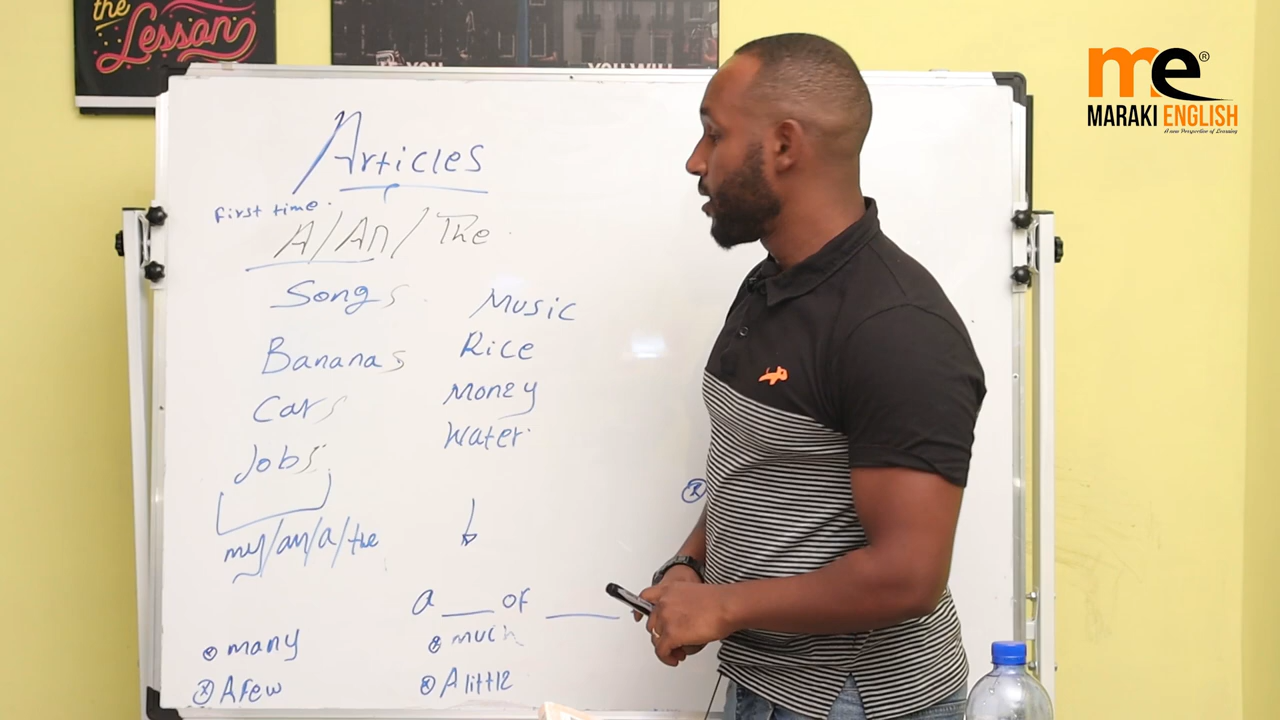 the
Lesson
IF YOU
YOU WILL
me®
MARAKI ENGLISH
A new Perspective of Learning
Articles
first time.
A/An/The
Songs
Bananas
Cars
Jobs
my/an/a/the
many
A few
Music
Rice
Money
Water
a ___ of ___
much
A little